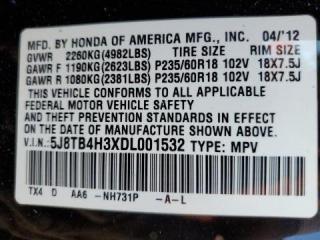 MFD. BY HONDA OF AMERICA MFG., INC. 04/'12
GVWR 2260KG(4982LBS) TIRE SIZE RIM SIZE
GAWR F 1190KG(2623LBS) P235/60R18 102V 18X7.5J
GAWR R 1080KG(2381LBS) P235/60R18 102V 18X7.5J
THIS VEHICLE CONFORMS TO ALL APPLICABLE
FEDERAL MOTOR VEHICLE SAFETY, BUMPER,
AND THEFT PREVENTION STANDARDS IN EFFECT
ON THE DATE OF MANUFACTURE SHOWN ABOVE.
V.I.N.: 5J8TB4H3XDL001532 TYPE: MPV
TX4 D AA6 -NH731P -A-L